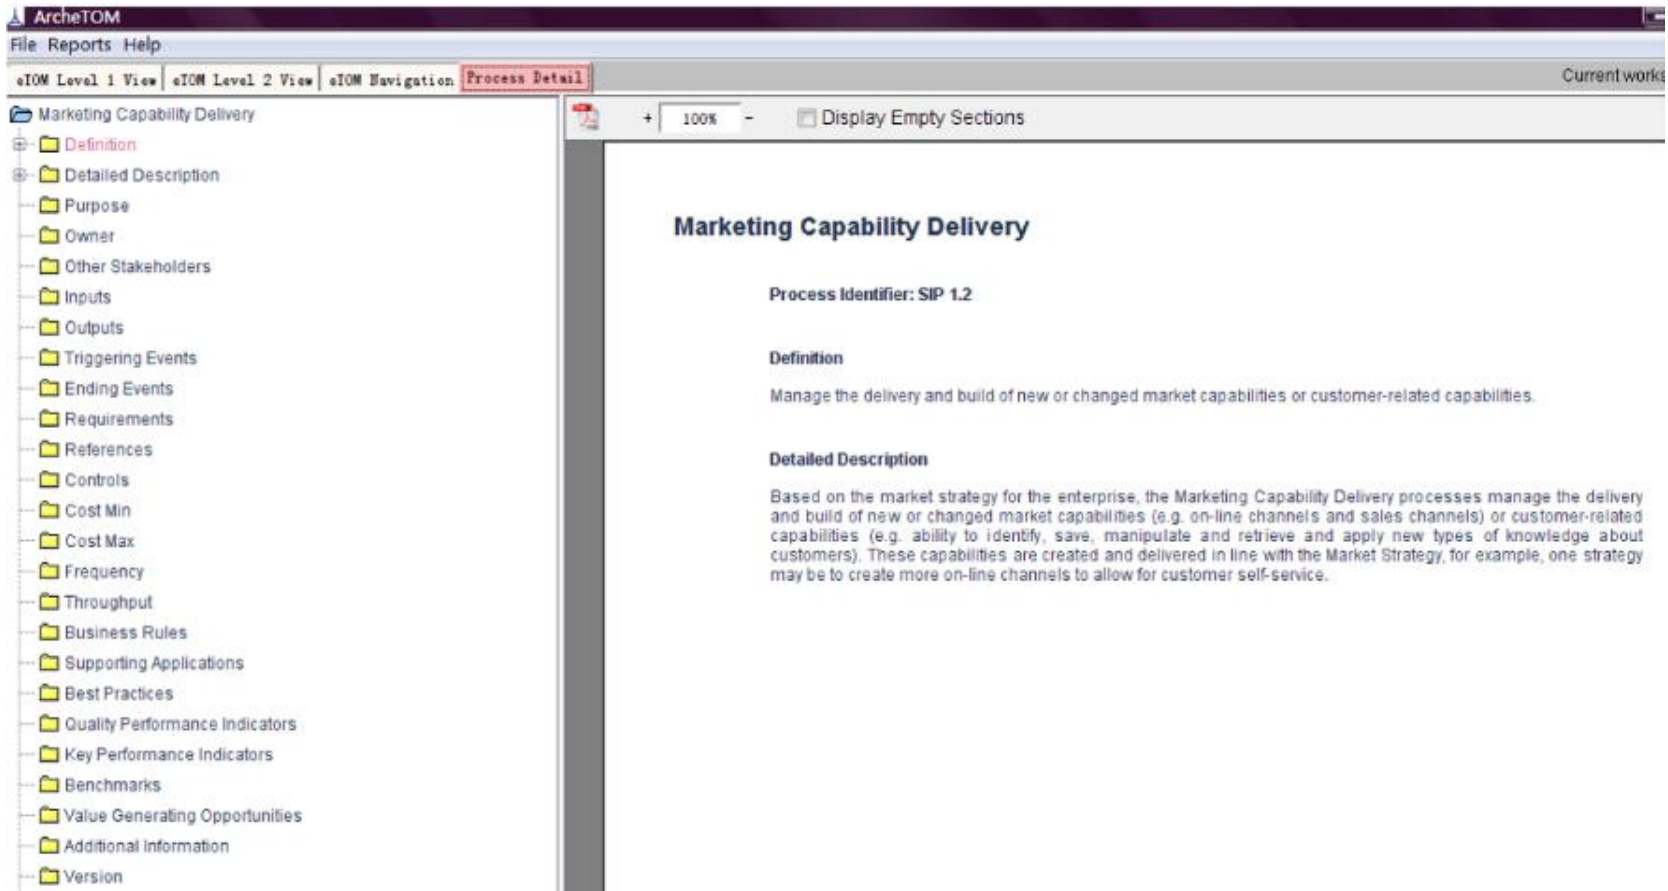 ArcheTOM
File Reports Help
eTOM Level 1 View eTOM Level 2 View eTOM Navigation Process Detail
Current works
Marketing Capability Delivery
Definition
Detailed Description
Purpose
Owner
Other Stakeholders
Inputs
Outputs
Triggering Events
Ending Events
Requirements
References
Controls
Cost Min
Cost Max
Frequency
Throughput
Business Rules
Supporting Applications
Best Practices
Quality Performance Indicators
Key Performance Indicators
Benchmarks
Value Generating Opportunities
Additional Information
Version
+ 100% - Display Empty Sections
Marketing Capability Delivery
Process Identifier: SIP 1.2
Definition
Manage the delivery and build of new or changed market capabilities or customer-related capabilities.
Detailed Description
Based on the market strategy for the enterprise, the Marketing Capability Delivery processes manage the delivery
and build of new or changed market capabilities (e.g. on-line channels and sales channels) or customer-related
capabilities (e.g. ability to identify, save, manipulate and retrieve and apply new types of knowledge about
customers). These capabilities are created and delivered in line with the Market Strategy, for example, one strategy
may be to create more on-line channels to allow for customer self-service.